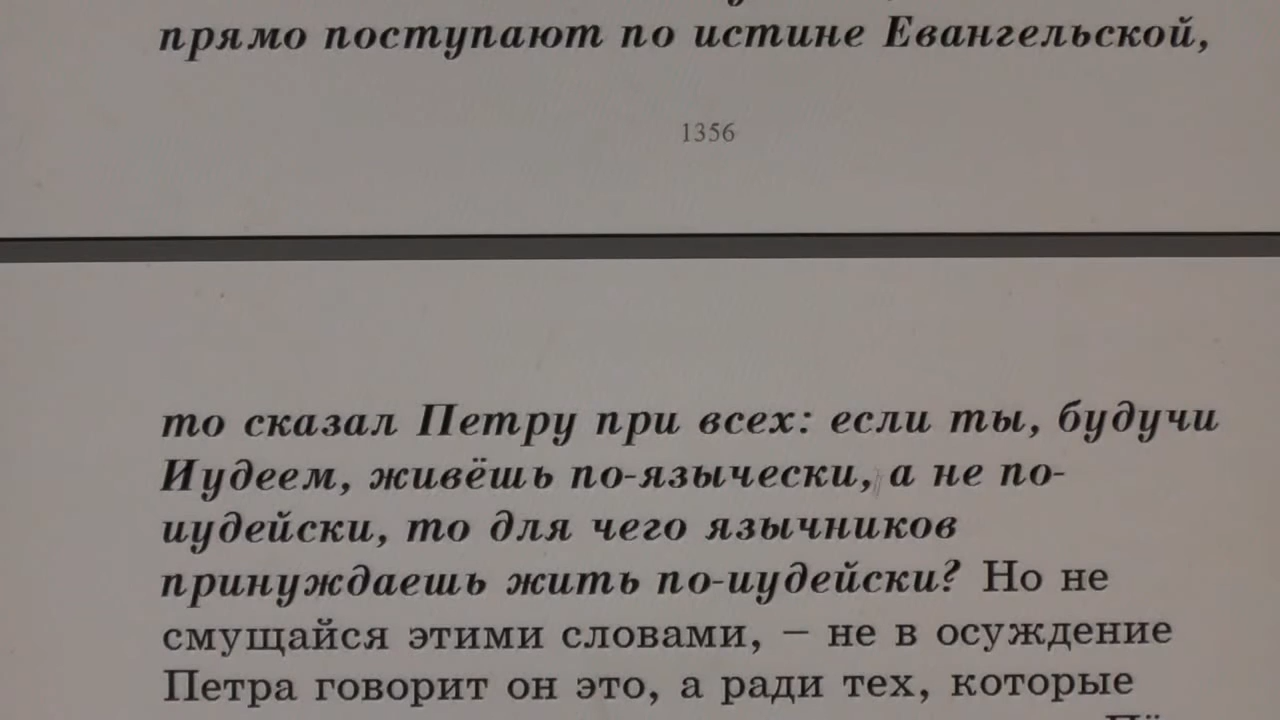 прямо поступают по истине Евангельской,
1356
то сказал Петру при всех: если ты, будучи
Иудеем, живёшь по-язычески, а не по-
иудейски, то для чего язычников
принуждаешь жить по-иудейски? Но не
смущайся этими словами, – не в осуждение
Петра говорит он это, а ради тех, которые